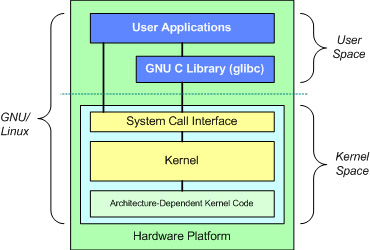 User Applications
GNU C Library (glibc)
User
Space
GNU/
Linux
System Call Interface
Kernel
Architecture-Dependent Kernel Code
Kernel
Space
Hardware Platform